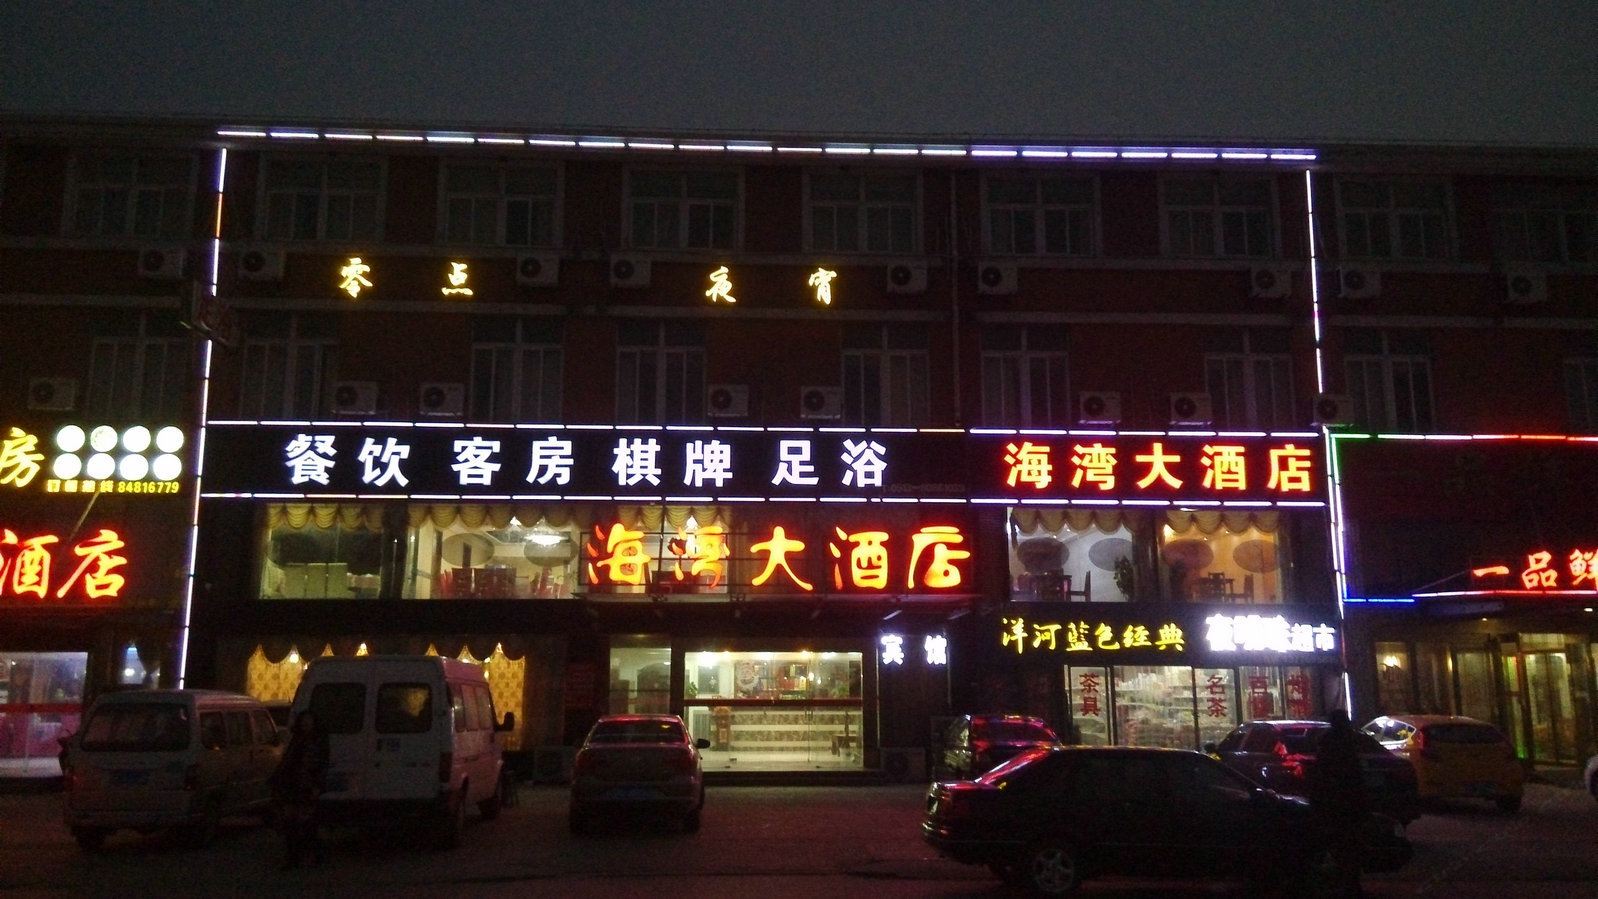 零点 夜宵
餐饮 客房 棋牌 足浴
海湾大酒店
房
84816779
酒店
海湾大酒店
一品鲜
宾馆
洋河蓝色经典
超市
茶具
名茶